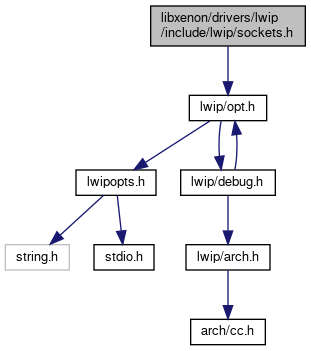 libxenon/drivers/lwip
/include/lwip/sockets.h
lwip/opt.h
lwipopts.h
lwip/debug.h
string.h
stdio.h
lwip/arch.h
arch/cc.h